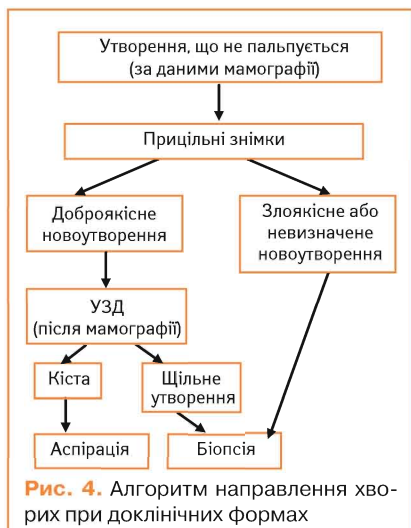 Утворення, що не пальпується
(за даними мамографії)
Прицільні знімки
Доброякісне
новоутворення
Злоякісне або
невизначене
новоутворення
УЗД
(після мамографії)
Кіста
Щільне
утворення
Аспірація
Біопсія
Рис. 4. Алгоритм направлення хво-
рих при доклінічних формах